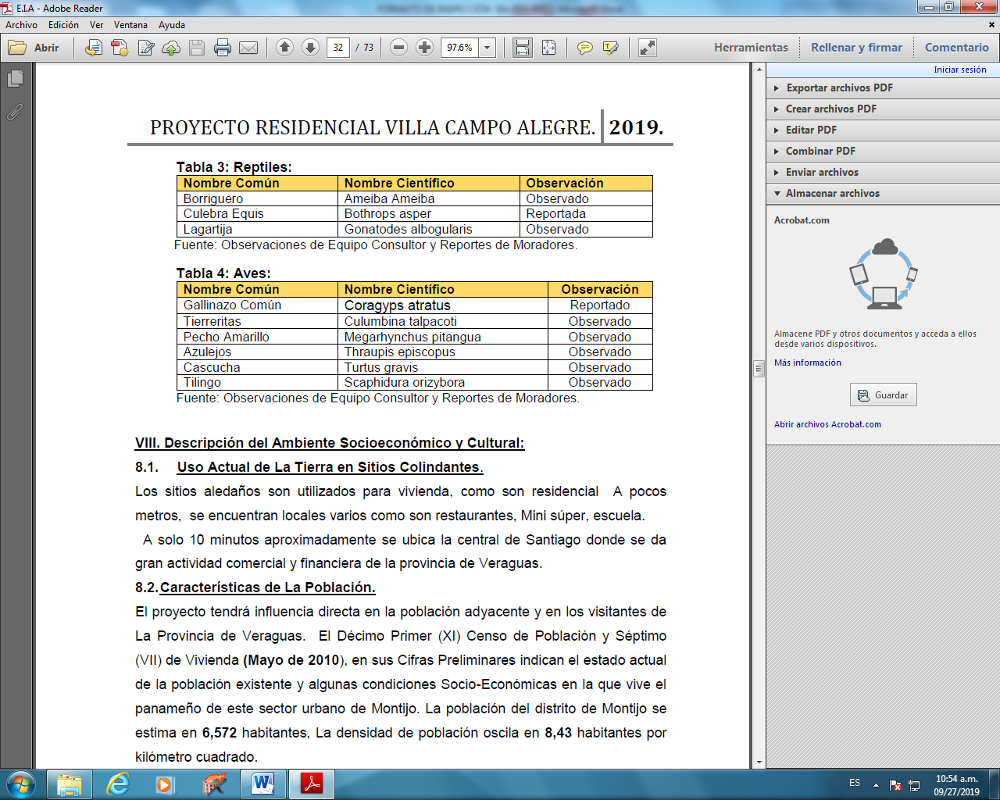 E.I.A - Adobe Reader
Archivo Edición Ver Ventana Ayuda
Abrir 32 / 73 97.6% Herramientas Rellenar y firmar Comentario
Iniciar sesión
Exportar archivos PDF
Crear archivos PDF
Editar PDF
Combinar PDF
Enviar archivos
Almacenar archivos
Acrobat.com
Almacene PDF y otros documentos y acceda a ellos
desde varios dispositivos.
Más información
Guardar
Abrir archivos Acrobat.com
PROYECTO RESIDENCIAL VILLA CAMPO ALEGRE. 2019.
Tabla 3: Reptiles:
Nombre Común Nombre Científico Observación
Borriguero Ameiba Ameiba Observado
Culebra Equis Bothrops asper Reportada
Lagartija Gonatodes albogularis Observado
Fuente: Observaciones de Equipo Consultor y Reportes de Moradores.
Tabla 4: Aves:
Nombre Común Nombre Científico Observación
Gallinazo Común Coragyps atratus Reportado
Tierreritas Culumbina talpacoti Observado
Pecho Amarillo Megarhynchus pitangua Observado
Azulejos Thraupis episcopus Observado
Cascucha Turtus gravis Observado
Tilingo Scaphidura orizybora Observado
Fuente: Observaciones de Equipo Consultor y Reportes de Moradores.
VIII. Descripción del Ambiente Socioeconómico y Cultural:
8.1. Uso Actual de La Tierra en Sitios Colindantes.
Los sitios aledaños son utilizados para vivienda, como son residencial A pocos
metros, se encuentran locales varios como son restaurantes, Mini súper, escuela.
A solo 10 minutos aproximadamente se ubica la central de Santiago donde se da
gran actividad comercial y financiera de la provincia de Veraguas.
8.2. Características de La Población.
El proyecto tendrá influencia directa en la población adyacente y en los visitantes de
La Provincia de Veraguas. El Décimo Primer (XI) Censo de Población y Séptimo
(VII) de Vivienda (Mayo de 2010), en sus Cifras Preliminares indican el estado actual
de la población existente y algunas condiciones Socio-Económicas en la que vive el
panameño de este sector urbano de Montijo. La población del distrito de Montijo se
estima en 6,572 habitantes, La densidad de población oscila en 8,43 habitantes por
kilómetro cuadrado.
ES 10:54 a.m.
09/27/2019